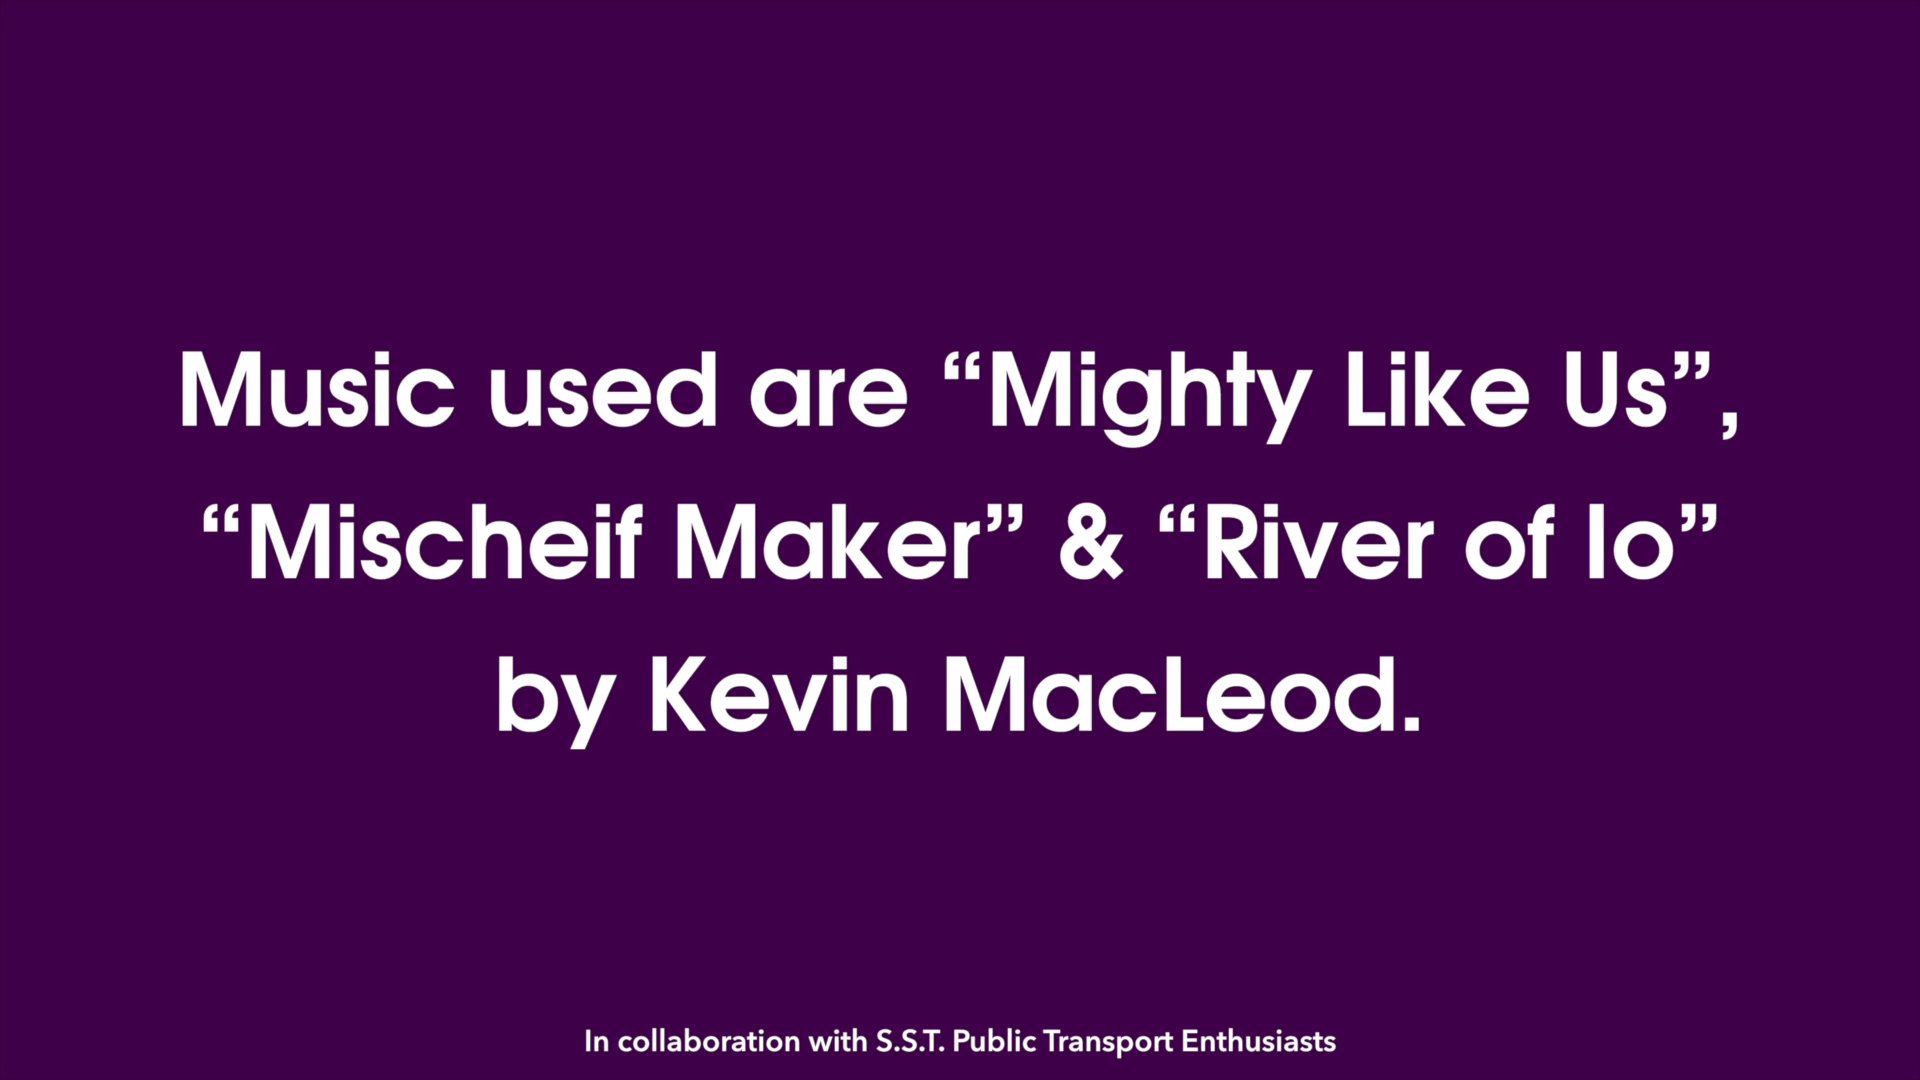 Music used are “Mighty Like Us”,
“Mischeif Maker” & “River of Io”
by Kevin MacLeod.
In collaboration with S.S.T. Public Transport Enthusiasts